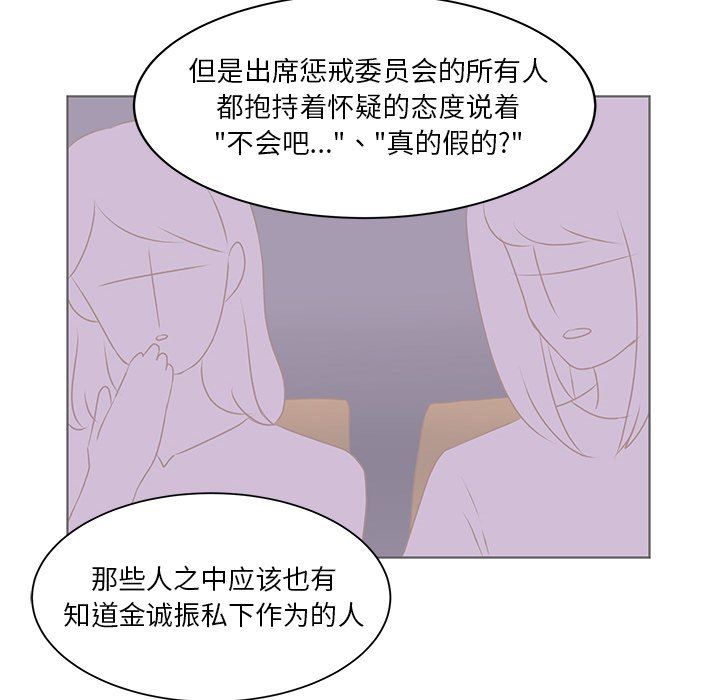 但是出席惩戒委员会的所有人
都抱持着怀疑的态度说着
"不会吧..."、"真的假的?"
那些人之中应该也有
知道金诚振私下作为的人